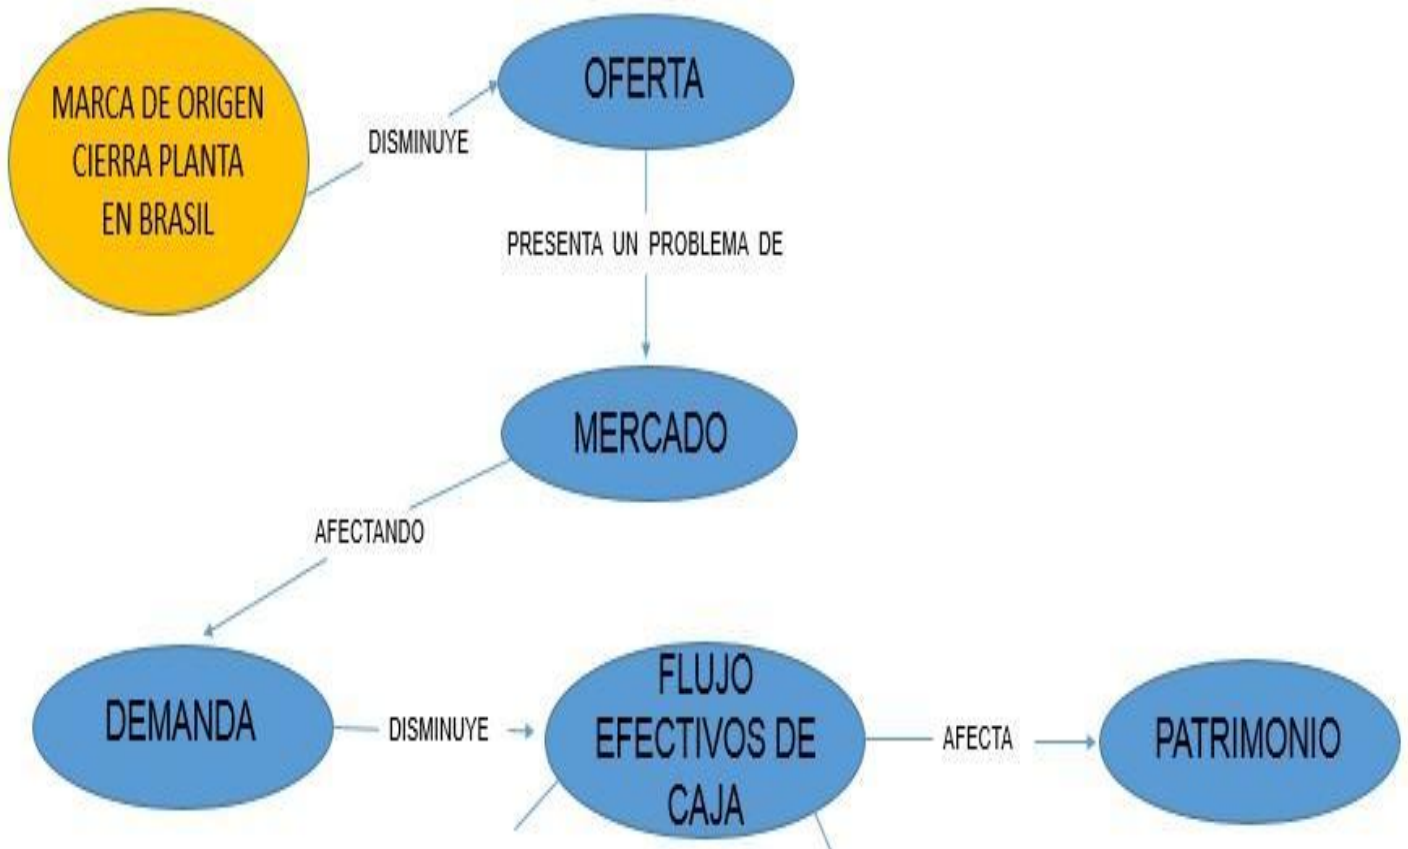 MARCA DE ORIGEN
CIERRA PLANTA
EN BRASIL
DISMINUYE
OFERTA
PRESENTA UN PROBLEMA DE
MERCADO
AFECTANDO
DEMANDA
DISMINUYE
FLUJO
EFECTIVOS DE
CAJA
AFECTA
PATRIMONIO